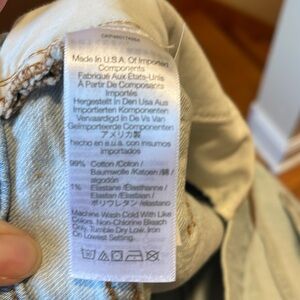 Made In U.S.A. Of Imported
Components
Fabriqué Aux États-Unis
À Partir De Composants
Importés
Hergestellt In Den Usa Aus
Importierten Komponenten
Vervaardigd In De Vs Van
Geïmporteerde Componenten
アメリカ製
hecho en e.u.a. con insumos
importados
99% Cotton /Coton /
Baumwolle /Katoen /綿 /
algodón
1% Elastane /Élasthanne /
Elasthan /Elastaan /
ポリウレタン /elastano
Machine Wash Cold With Like
Colors. Non-Chlorine Bleach
Only. Tumble Dry Low. Iron
On Lowest Setting.